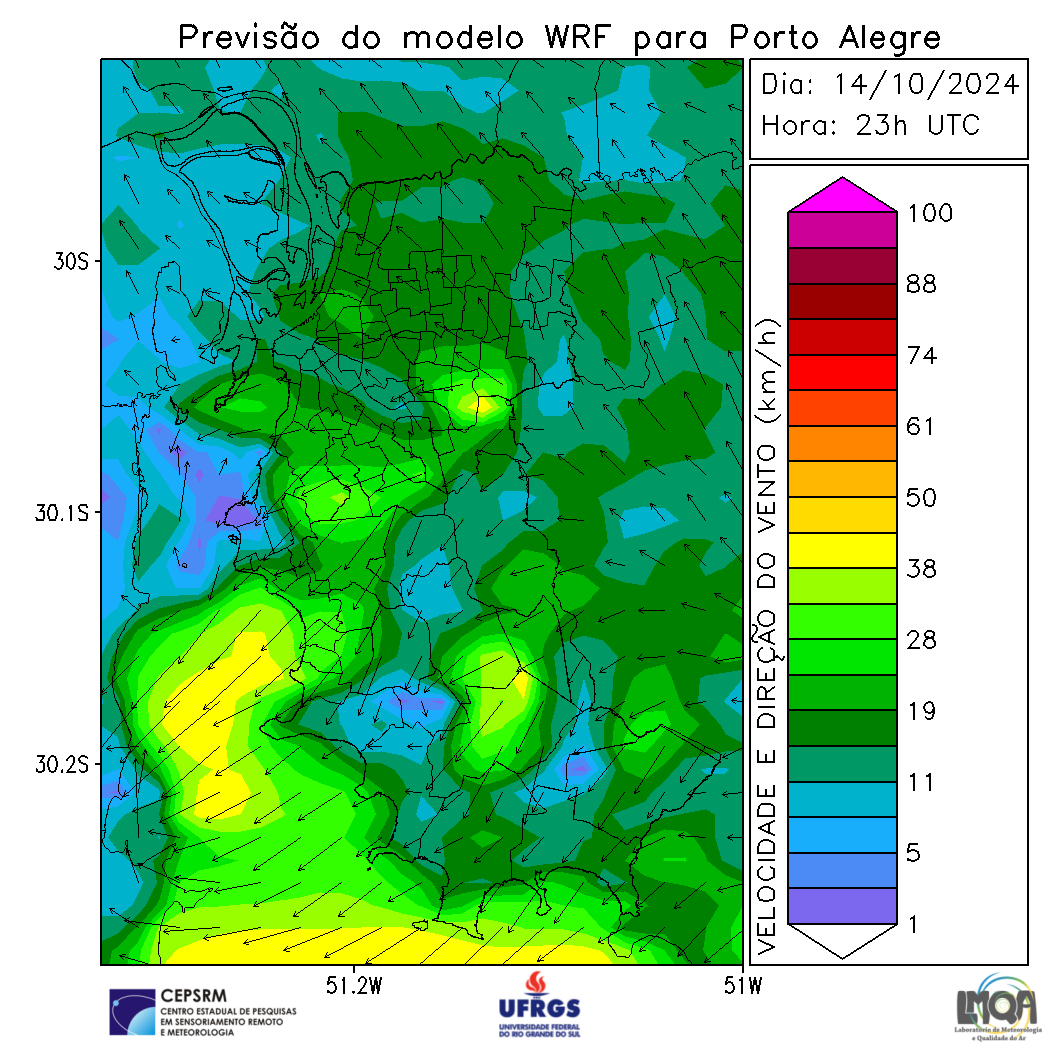 Previsão do modelo WRF para Porto Alegre
Dia: 14/10/2024
Hora: 23h UTC
30S
30.1S
30.2S
51.2W
51W
VELOCIDADE E DIREÇÃO DO VENTO (km/h)
100
88
74
61
50
38
28
19
11
5
1
CEPSRM
CENTRO ESTADUAL DE PESQUISAS
EM SENSORIAMENTO REMOTO
E METEOROLOGIA
UFRGS
UNIVERSIDADE FEDERAL
DO RIO GRANDE DO SUL
LMQA
Laboratório de Meteorologia
e Qualidade do Ar